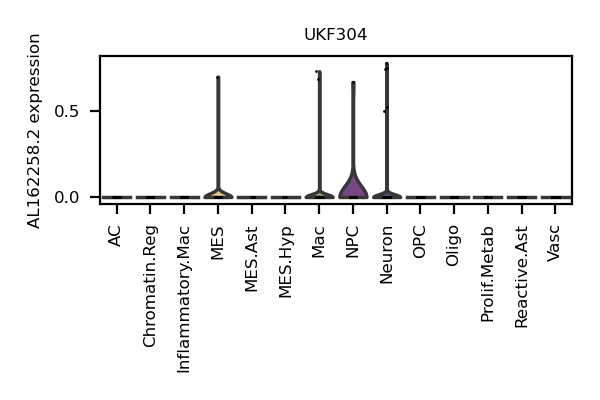 UKF304
AL162258.2 expression
0.5
0.0
AC
Chromatin.Reg
Inflammatory.Mac
MES
MES.Ast
MES.Hyp
Mac
NPC
Neuron
OPC
Oligo
Prolif.Metab
Reactive.Ast
Vasc